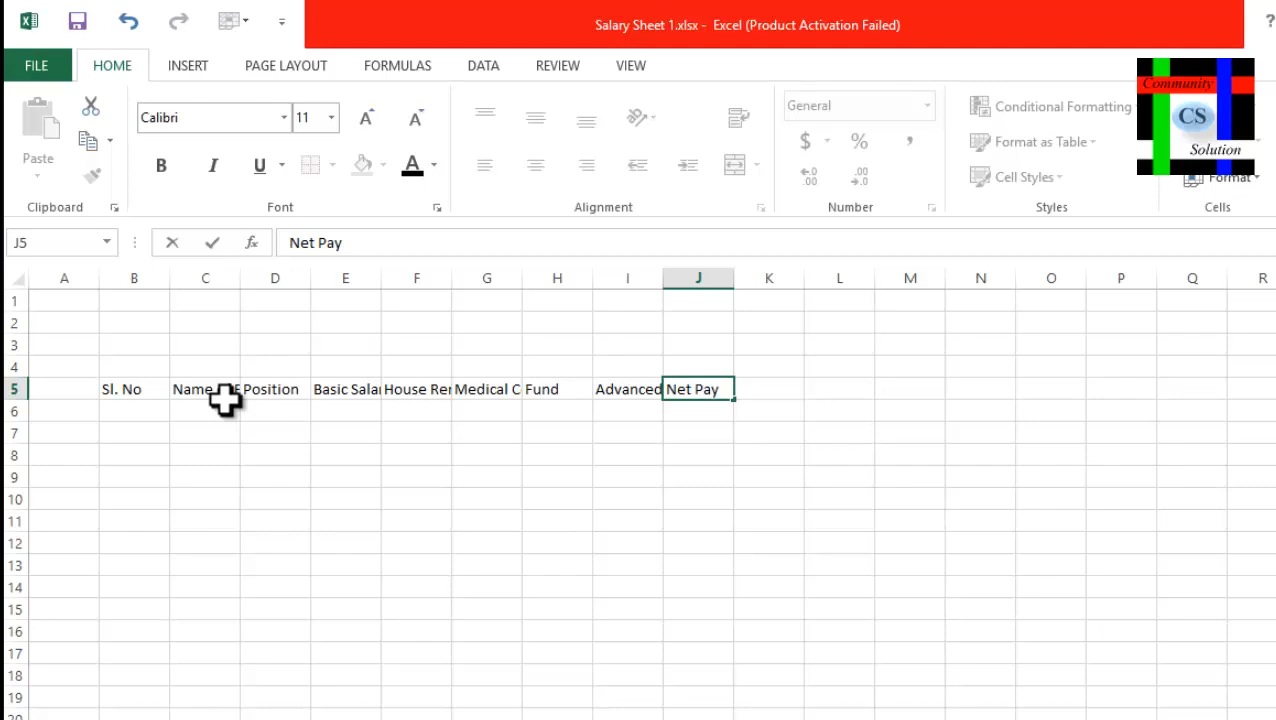 Salary Sheet 1.xlsx - Excel (Product Activation Failed)
?
FILE HOME INSERT PAGE LAYOUT FORMULAS DATA REVIEW VIEW
Community
CS
Solution
Paste
Calibri 11
B I U A
General
$ % ,
Conditional Formatting
Format as Table
Cell Styles
Format
Clipboard Font Alignment Number Styles Cells
J5 fx Net Pay
A B C D E F G H I J K L M N O P Q R
1
2
3
4
5 Sl. No Name Position Basic Salar House Ren Medical C Fund Advanced Net Pay
6
7
8
9
10
11
12
13
14
15
16
17
18
19
20